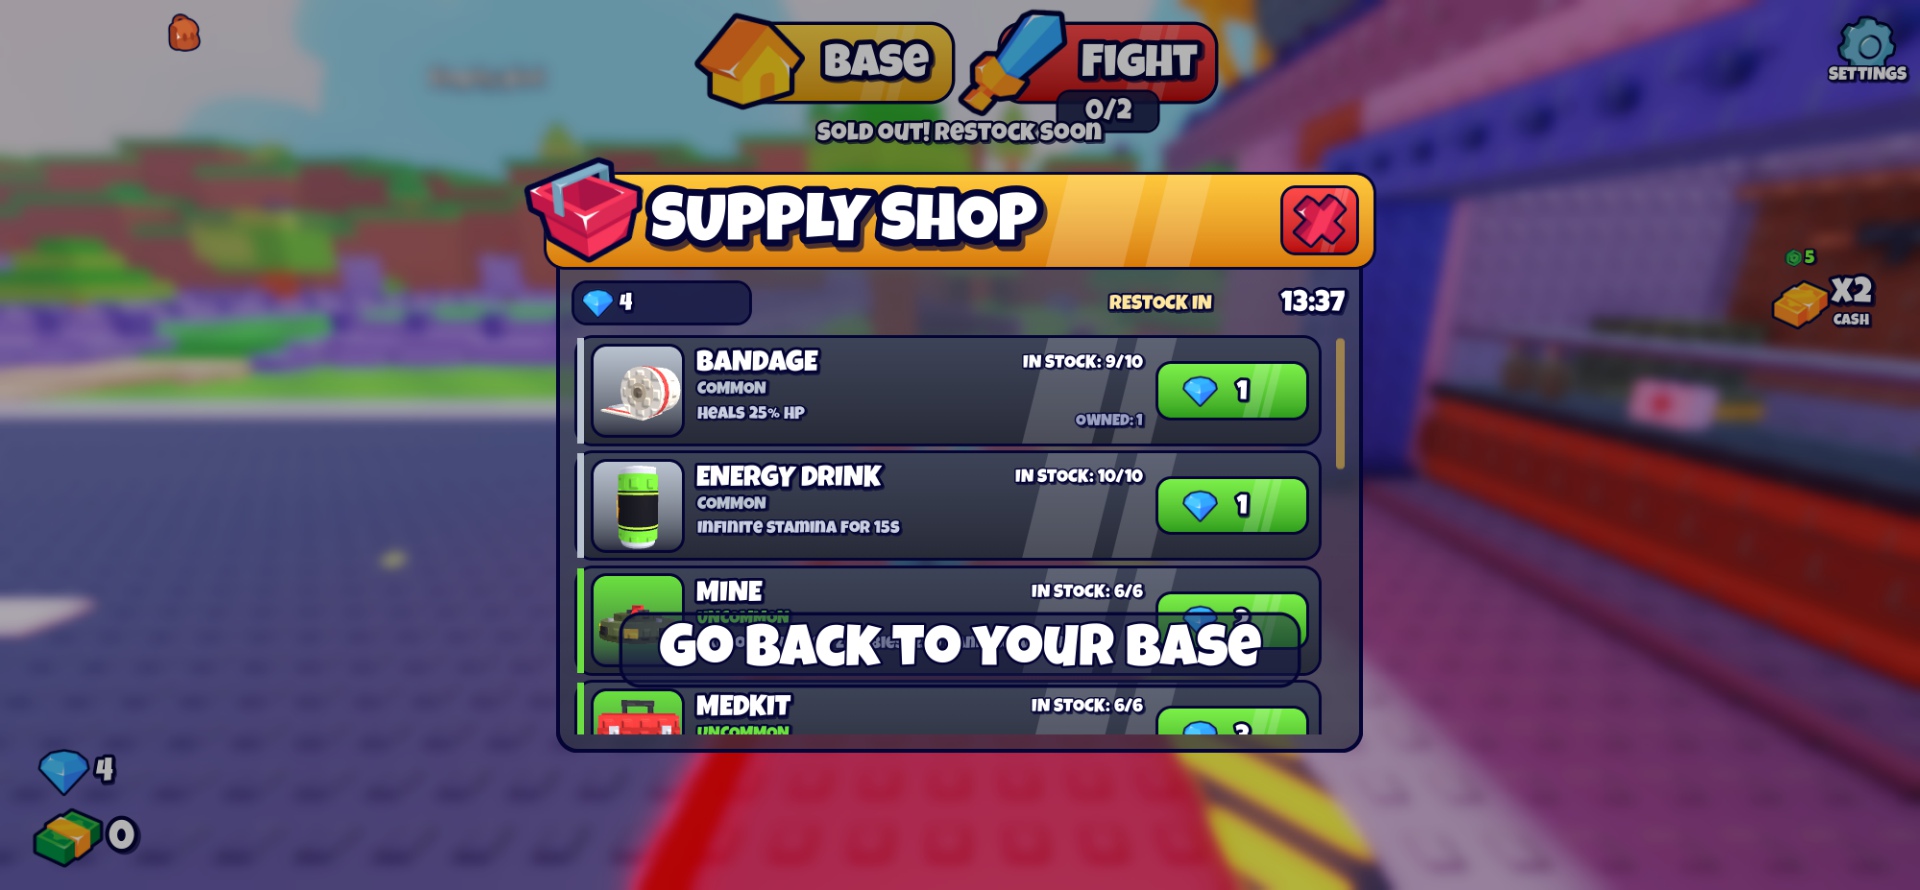 BASE
FIGHT
0/2
SETTINGS
SOLD OUT! RESTOCK SOON
SUPPLY SHOP
4
RESTOCK IN
13:37
5
X2
CASH
BANDAGE
IN STOCK: 9/10
COMMON
1
HEALS 25% HP
OWNED: 1
ENERGY DRINK
IN STOCK: 10/10
COMMON
1
INFINITE STAMINA FOR 15S
MINE
IN STOCK: 6/6
UNCOMMON
GO BACK TO YOUR BASE
MEDKIT
IN STOCK: 6/6
UNCOMMON
4
0